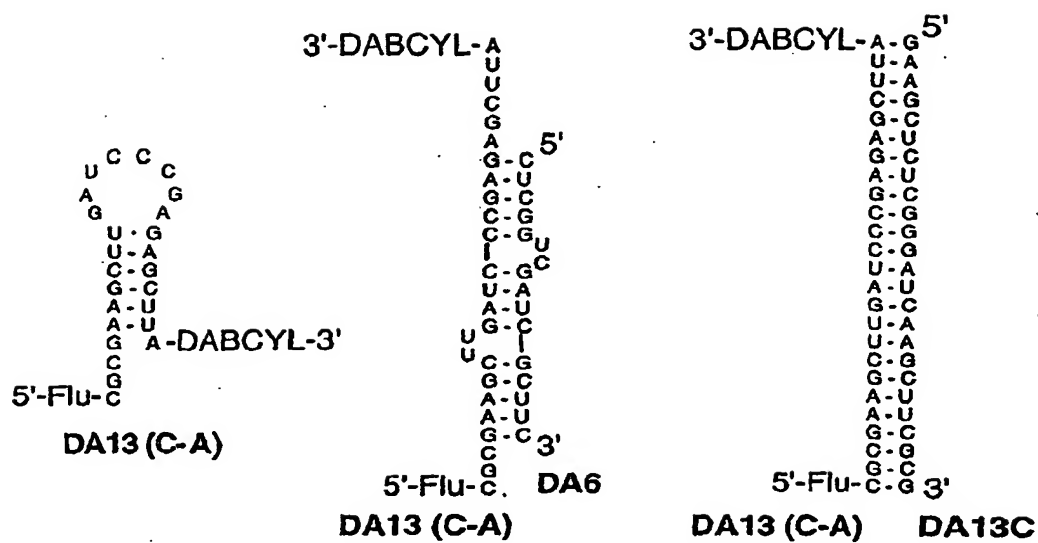 U C C C G A G A U
U · G
U - A
C - G
G - C
A - U
A - U
G A-DABCYL-3'
C
G
5'-Flu-C
DA13 (C-A)
3'-DABCYL-A
U
U
C
G
A 5'
G - C
A - U
G - C
C - G
C - G
U C
C - G
U - A
A - U
G - C
U U
C - G
G - C
A - U
A - U
G - C 3'
C
G
5'-Flu-C. DA6
DA13 (C-A)
3'-DABCYL-A - G 5'
U - A
U - A
C - G
G - C
A - U
G - C
A - U
G - C
C - G
C - G
C - G
U - A
A - U
G - C
U - A
U - A
C - G
G - C
A - U
A - U
G - C
C - G
G - C
5'-Flu-C - G 3'
DA13 (C-A) DA13C